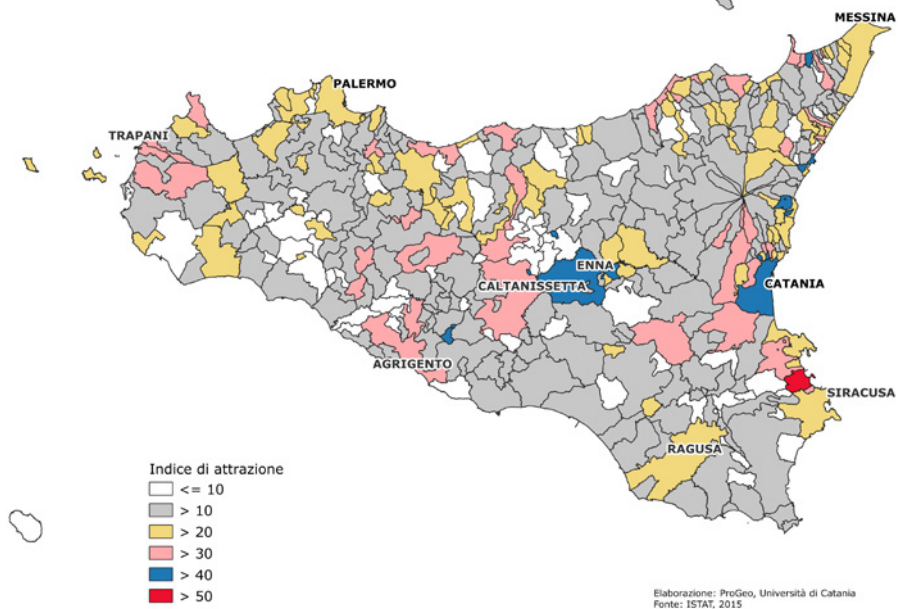 MESSINA
PALERMO
TRAPANI
ENNA
CALTANISSETTA
CATANIA
AGRIGENTO
SIRACUSA
RAGUSA
Indice di attrazione
<= 10
> 10
> 20
> 30
> 40
> 50
Elaborazione: ProGeo, Università di Catania
Fonte: ISTAT, 2015